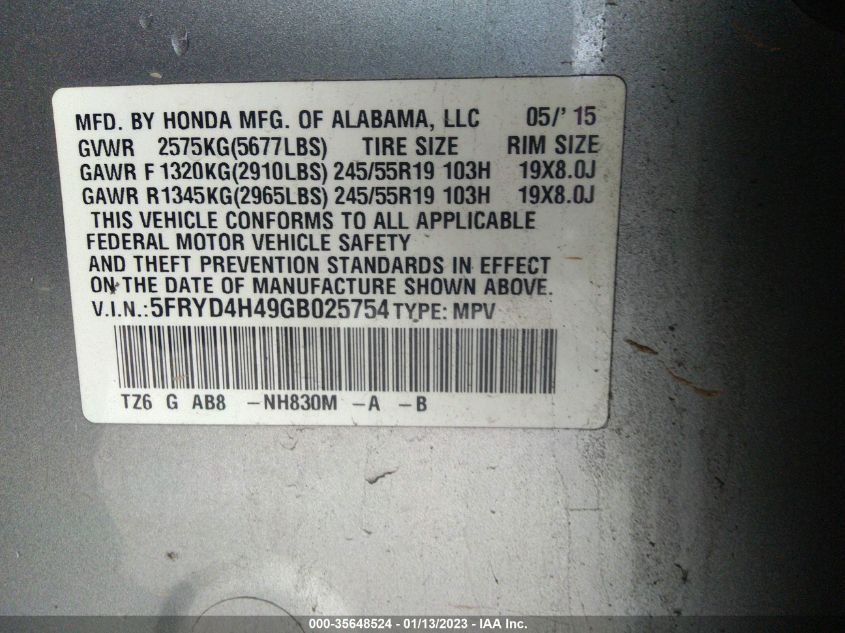 MFD. BY HONDA MFG. OF ALABAMA, LLC 05/' 15
GVWR 2575KG(5677LBS) TIRE SIZE RIM SIZE
GAWR F 1320KG(2910LBS) 245/55R19 103H 19X8.0J
GAWR R 1345KG(2965LBS) 245/55R19 103H 19X8.0J
THIS VEHICLE CONFORMS TO ALL APPLICABLE
FEDERAL MOTOR VEHICLE SAFETY
AND THEFT PREVENTION STANDARDS IN EFFECT
ON THE DATE OF MANUFACTURE SHOWN ABOVE.
V.I.N.:5FRYD4H49GB025754 TYPE: MPV
TZ6 G AB8 -NH830M -A -B
000-35648524 - 01/13/2023 - IAA Inc.